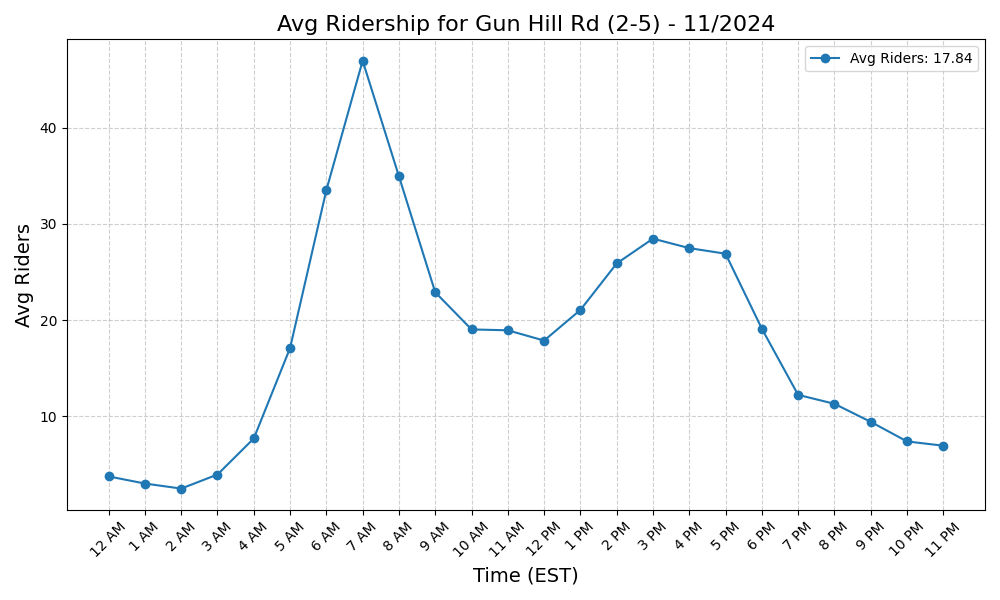 Avg Ridership for Gun Hill Rd (2-5) - 11/2024
Avg Riders: 17.84
Avg Riders
40
30
20
10
12 AM
1 AM
2 AM
3 AM
4 AM
5 AM
6 AM
7 AM
8 AM
9 AM
10 AM
11 AM
12 PM
1 PM
2 PM
3 PM
4 PM
5 PM
6 PM
7 PM
8 PM
9 PM
10 PM
11 PM
Time (EST)